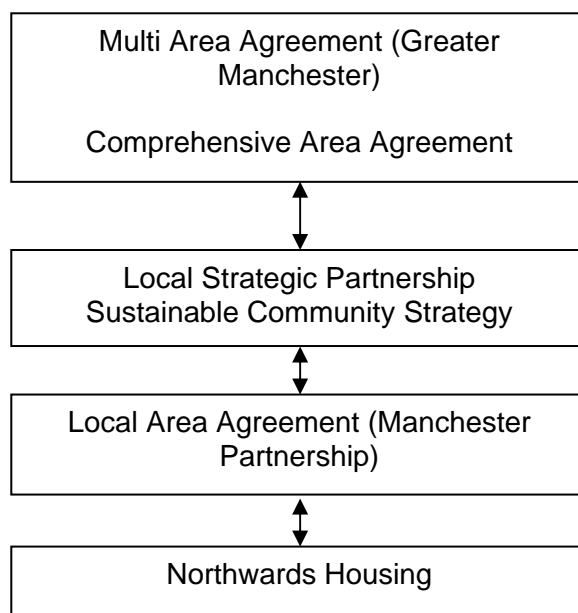 Multi Area Agreement (Greater
Manchester)
Comprehensive Area Agreement
Local Strategic Partnership
Sustainable Community Strategy
Local Area Agreement (Manchester
Partnership)
Northwards Housing